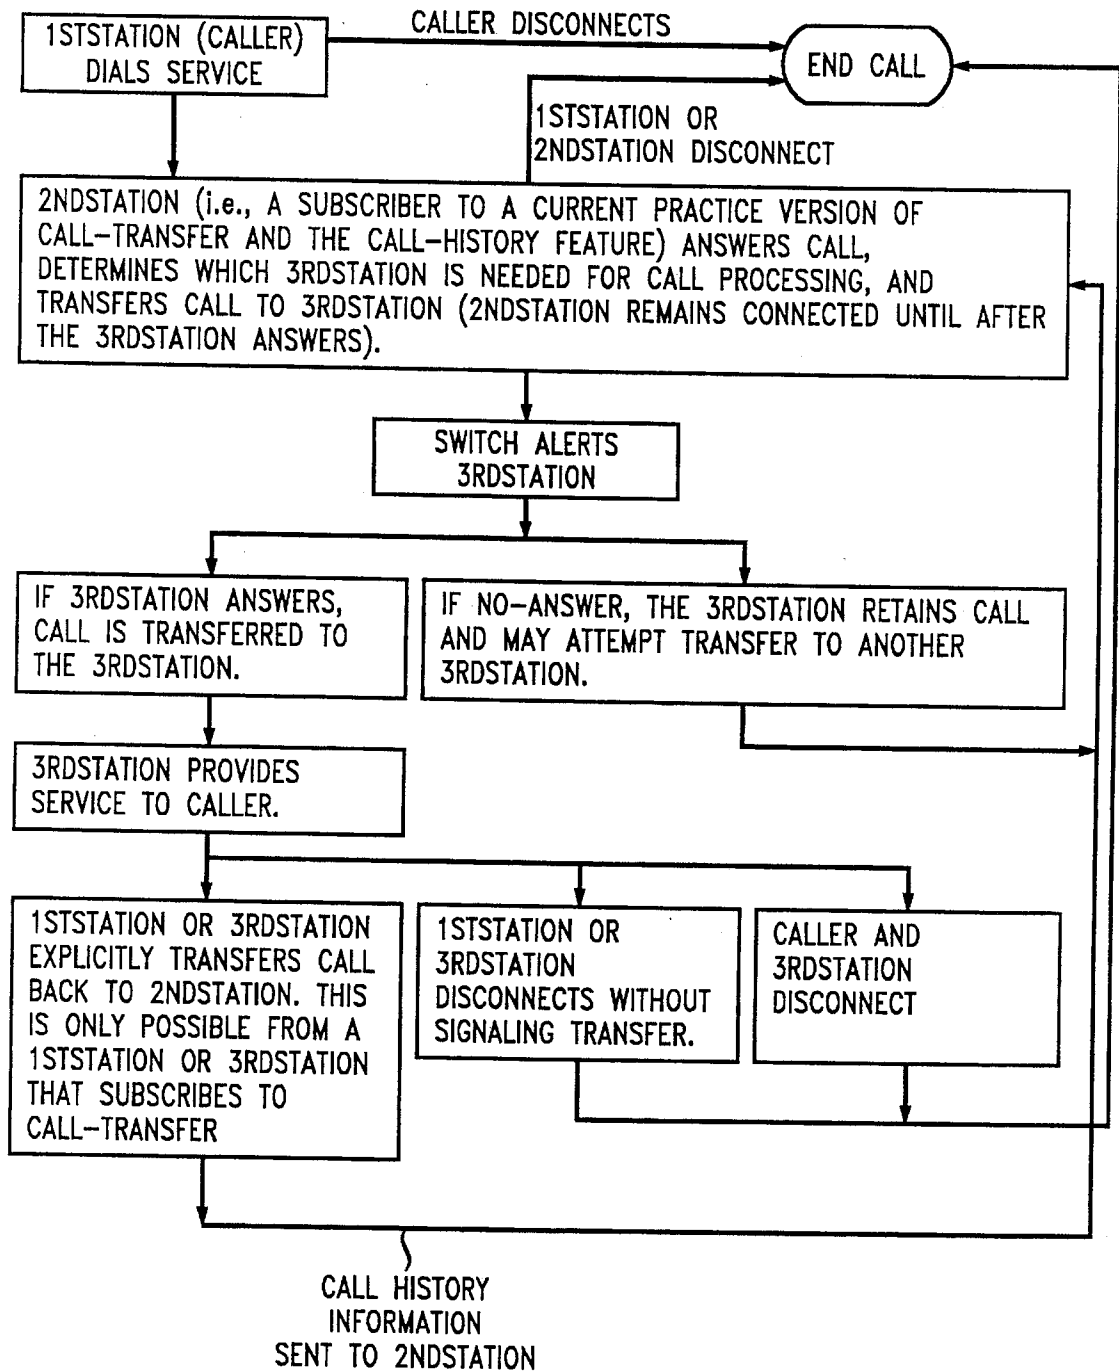 1STSTATION (CALLER)
DIALS SERVICE
CALLER DISCONNECTS
END CALL
1STSTATION OR
2NDSTATION DISCONNECT
2NDSTATION (i.e., A SUBSCRIBER TO A CURRENT PRACTICE VERSION OF
CALL-TRANSFER AND THE CALL-HISTORY FEATURE) ANSWERS CALL,
DETERMINES WHICH 3RDSTATION IS NEEDED FOR CALL PROCESSING, AND
TRANSFERS CALL TO 3RDSTATION (2NDSTATION REMAINS CONNECTED UNTIL AFTER
THE 3RDSTATION ANSWERS).
SWITCH ALERTS
3RDSTATION
IF 3RDSTATION ANSWERS,
CALL IS TRANSFERRED TO
THE 3RDSTATION.
IF NO-ANSWER, THE 3RDSTATION RETAINS CALL
AND MAY ATTEMPT TRANSFER TO ANOTHER
3RDSTATION.
3RDSTATION PROVIDES
SERVICE TO CALLER.
1STSTATION OR 3RDSTATION
EXPLICITLY TRANSFERS CALL
BACK TO 2NDSTATION. THIS
IS ONLY POSSIBLE FROM A
1STSTATION OR 3RDSTATION
THAT SUBSCRIBES TO
CALL-TRANSFER
1STSTATION OR
3RDSTATION
DISCONNECTS WITHOUT
SIGNALING TRANSFER.
CALLER AND
3RDSTATION
DISCONNECT
CALL HISTORY
INFORMATION
SENT TO 2NDSTATION